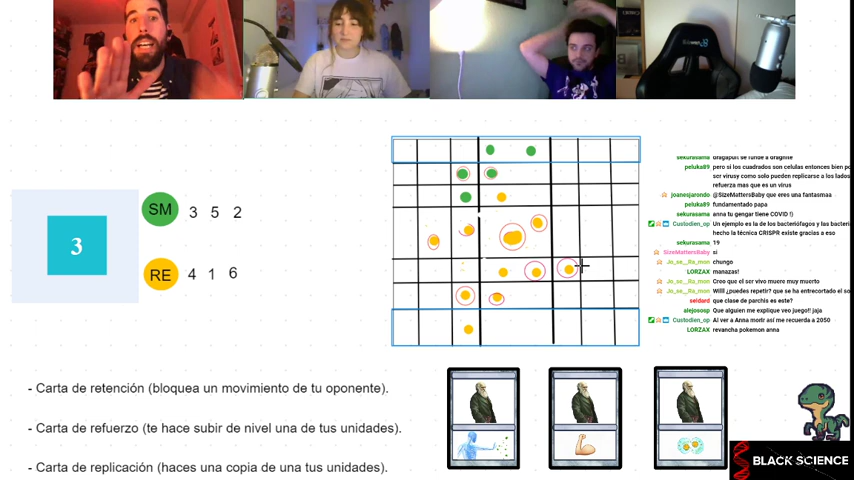 3
SM 3 5 2
RE 4 1 6
- Carta de retención (bloquea un movimiento de tu oponente).
- Carta de refuerzo (te hace subir de nivel una de tus unidades).
- Carta de replicación (haces una copia de una tus unidades).
sekurasama dragapult se funde a dragnite
peluka89 pero si los cuadrados son celulas entonces bien po
ser virusy como solo pueden replicarse a los lados
refuerza mas que es un virus
joanesjarondo @SizeMattersBaby que eres una fantasmaa
peluka89 fundamentado papa
sekurasama anna tu gengar tiene COVID !)
Custodien_op Un ejemplo es la de los bacteriófagos y las bacteri
hecho la técnica CRISPR existe gracias a eso
sekurasama 19
SizeMattersBaby si
Jo_se__Ra_mon chungo
LORZAX manazas!
Jo_se__Ra_mon Creo que el ser vivo muere muy muerto
Jo_se__Ra_mon Willl ¿puedes repetir? que se ha entrecortado el so
seldard que clase de parchis es este?
alejososp Que alguien me explique veo juego!! jaja
Custodien_op Al ver a Anna morir así me recuerda a 2050
LORZAX revancha pokemon anna
BLACK SCIENCE